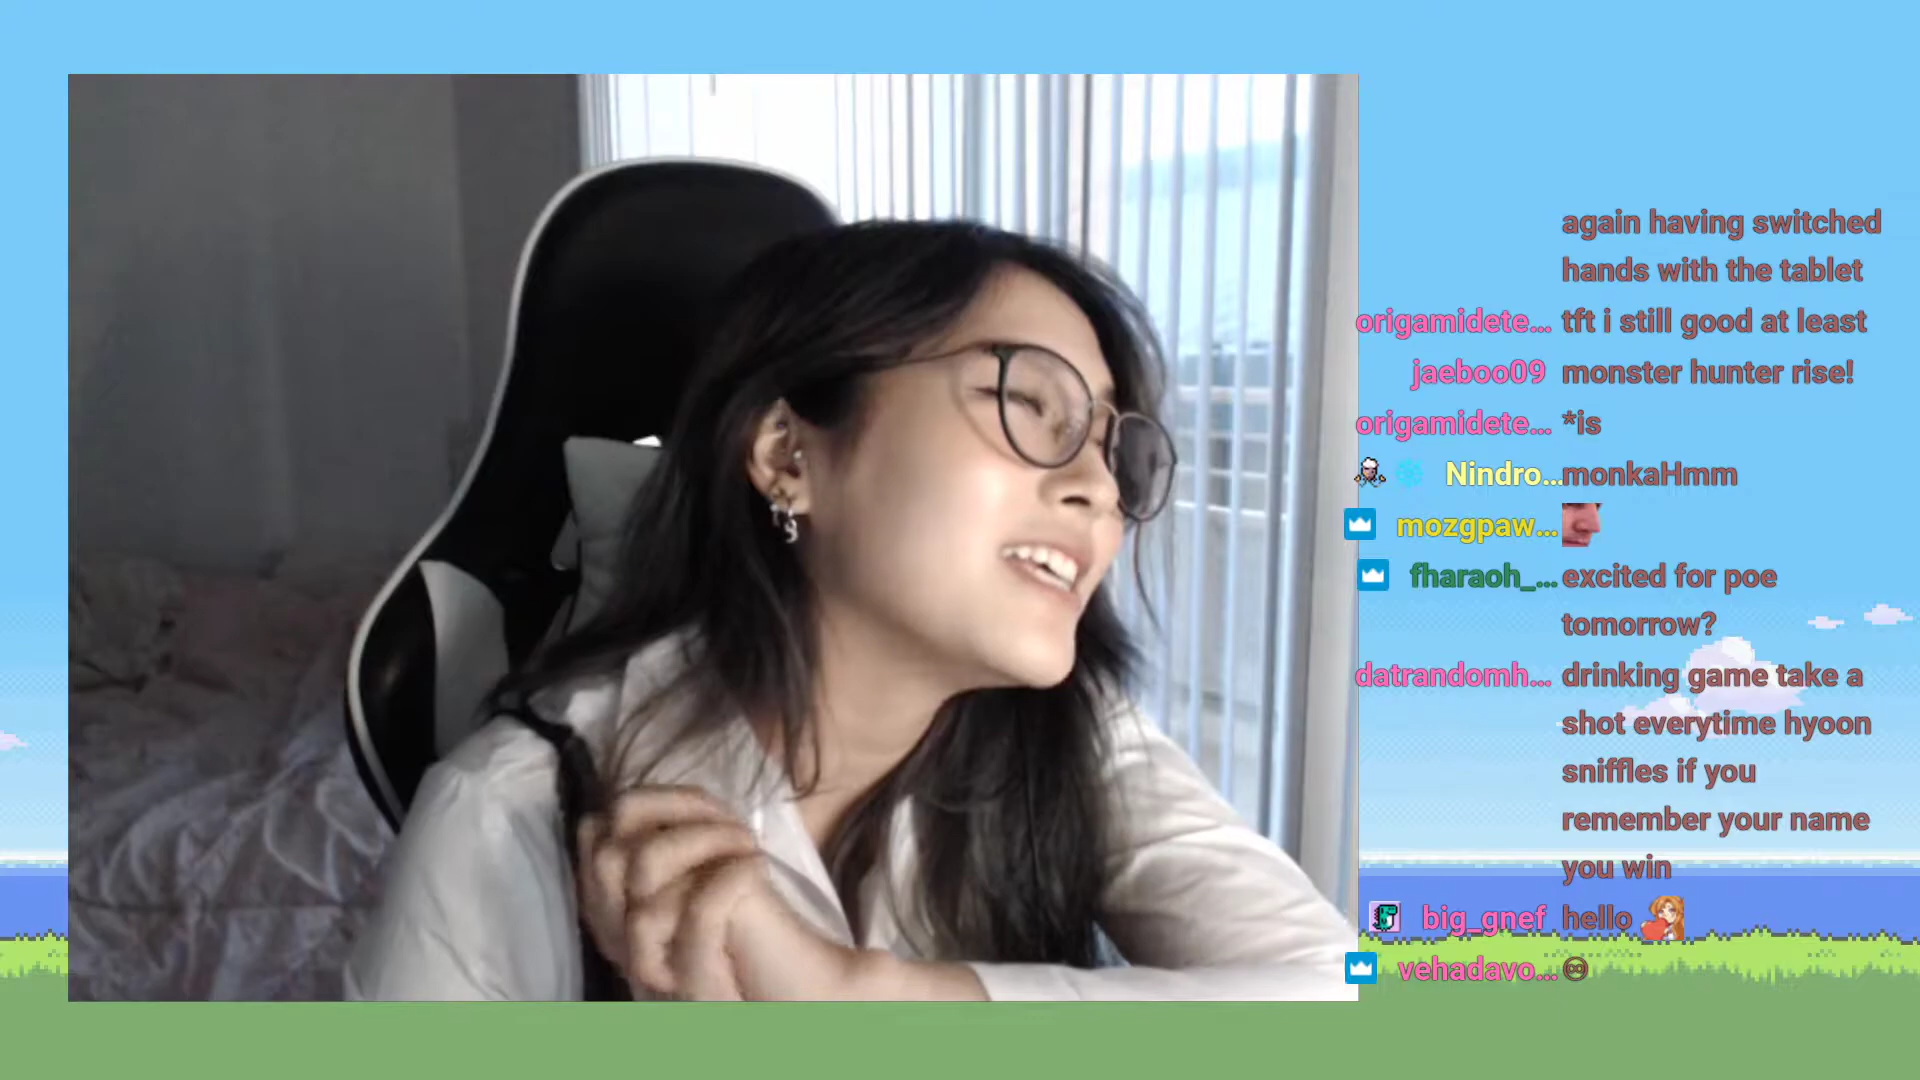 again having switched
hands with the tablet
origamidete... tft i still good at least
jaeboo09 monster hunter rise!
origamidete... *is
Nindro... monkaHmm
mozgpaw...
fharaoh_... excited for poe
tomorrow?
datrandomh... drinking game take a
shot everytime hyoon
sniffles if you
remember your name
you win
big_gnef hello
vehadavo... ♾